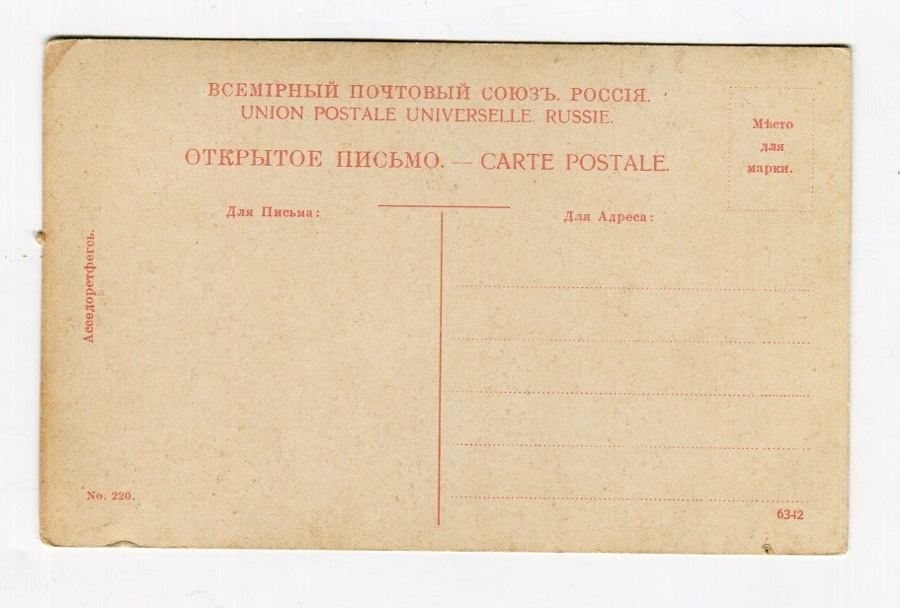 ВСЕМІРНЫЙ ПОЧТОВЫЙ СОЮЗЪ. РОССІЯ.
UNION POSTALE UNIVERSELLE. RUSSIE.
ОТКРЫТОЕ ПИСЬМО. — CARTE POSTALE.
Мѣсто
для
марки.
Для Письма:
Для Адреса:
Асседоретфегсь.
No. 220.
6342